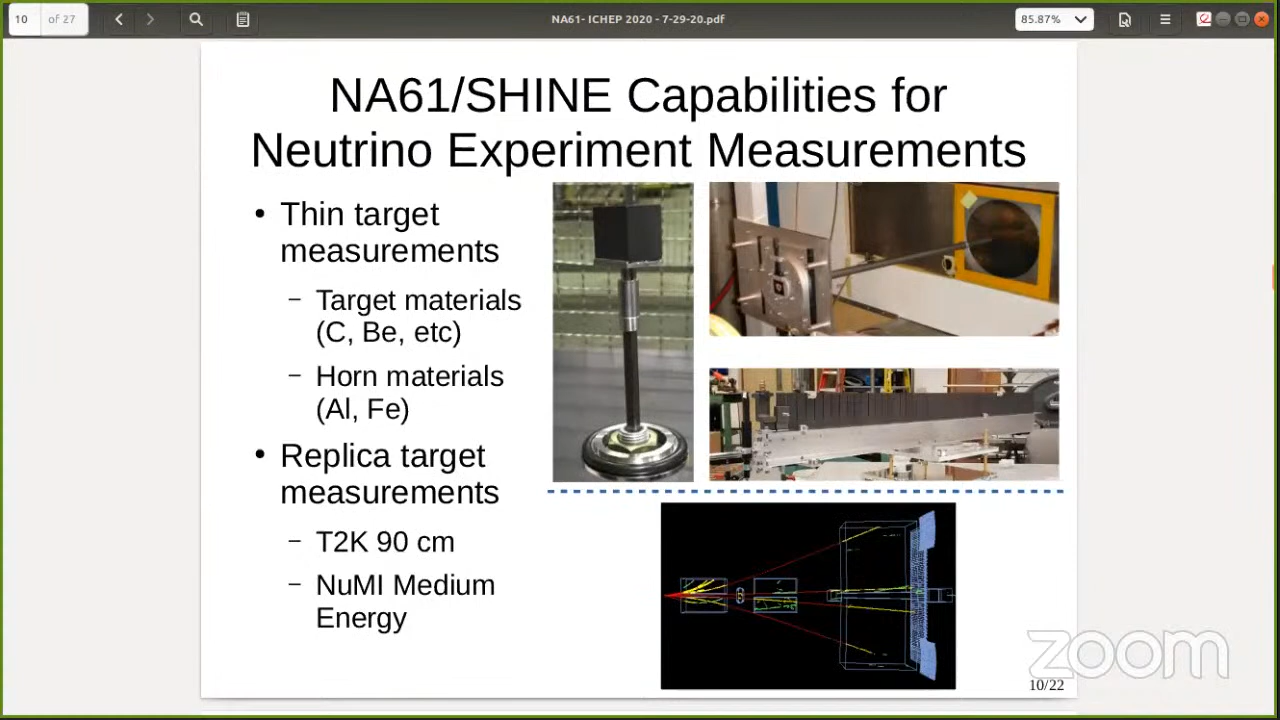 10 of 27
NA61- ICHEP 2020 - 7-29-20.pdf
85.87%
NA61/SHINE Capabilities for
Neutrino Experiment Measurements
• Thin target
measurements
– Target materials
(C, Be, etc)
– Horn materials
(Al, Fe)
• Replica target
measurements
– T2K 90 cm
– NuMI Medium
Energy
zoom
10/22